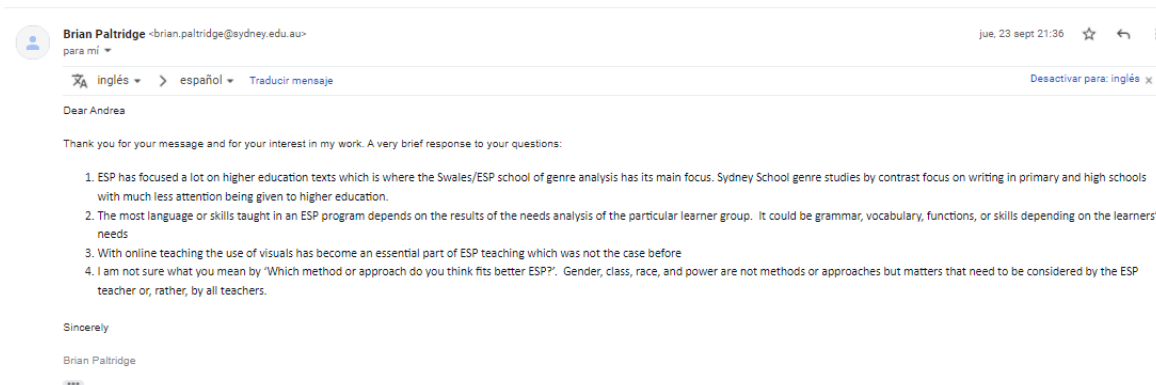 Brian Paltridge <brian.paltridge@sydney.edu.au>
jue, 23 sept 21:36
para mí
inglés > español Traducir mensaje
Desactivar para: inglés x
Dear Andrea
Thank you for your message and for your interest in my work. A very brief response to your questions:
1. ESP has focused a lot on higher education texts which is where the Swales/ESP school of genre analysis has its main focus. Sydney School genre studies by contrast focus on writing in primary and high schools
with much less attention being given to higher education.
2. The most language or skills taught in an ESP program depends on the results of the needs analysis of the particular learner group.  It could be grammar, vocabulary, functions, or skills depending on the learners'
needs
3. With online teaching the use of visuals has become an essential part of ESP teaching which was not the case before
4. I am not sure what you mean by 'Which method or approach do you think fits better ESP?'.  Gender, class, race, and power are not methods or approaches but matters that need to be considered by the ESP
teacher or, rather, by all teachers.
Sincerely
Brian Paltridge